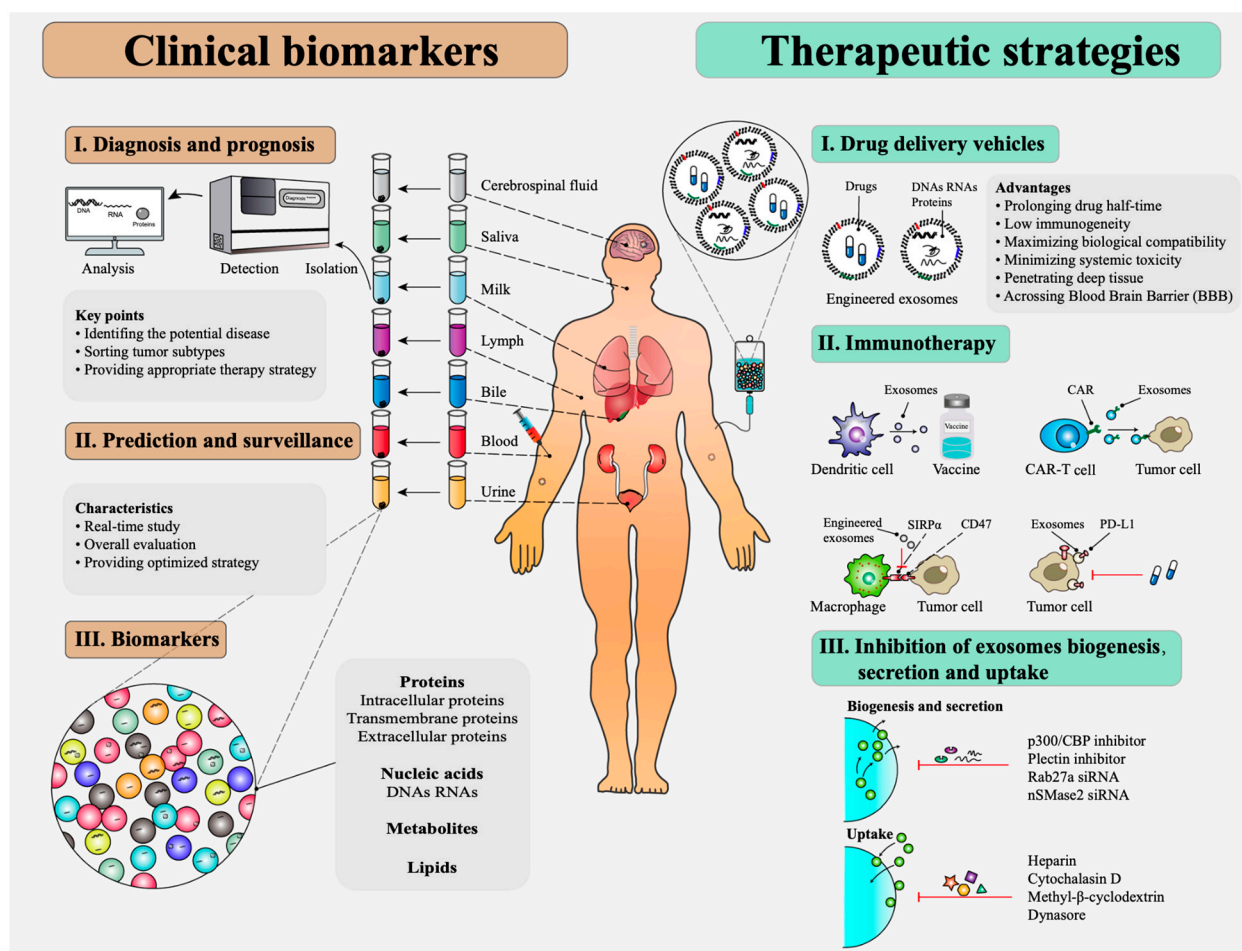 Clinical biomarkers
I. Diagnosis and prognosis
DNA
RNA
Proteins
Diagnosis
Analysis
Detection
Isolation
Key points
• Identifing the potential disease
• Sorting tumor subtypes
• Providing appropriate therapy strategy
II. Prediction and surveillance
Characteristics
• Real-time study
• Overall evaluation
• Providing optimized strategy
III. Biomarkers
Proteins
Intracellular proteins
Transmembrane proteins
Extracellular proteins
Nucleic acids
DNAs RNAs
Metabolites
Lipids
Cerebrospinal fluid
Saliva
Milk
Lymph
Bile
Blood
Urine
Therapeutic strategies
I. Drug delivery vehicles
Drugs
DNAs RNAs
Proteins
Engineered exosomes
Advantages
• Prolonging drug half-time
• Low immunogeneity
• Maximizing biological compatibility
• Minimizing systemic toxicity
• Penetrating deep tissue
• Acrossing Blood Brain Barrier (BBB)
II. Immunotherapy
Exosomes
Vaccine
Dendritic cell
Vaccine
CAR
Exosomes
CAR-T cell
Tumor cell
Engineered
exosomes
SIRPα
CD47
Macrophage
Tumor cell
Exosomes
PD-L1
Tumor cell
III. Inhibition of exosomes biogenesis,
secretion and uptake
Biogenesis and secretion
p300/CBP inhibitor
Plectin inhibitor
Rab27a siRNA
nSMase2 siRNA
Uptake
Heparin
Cytochalasin D
Methyl-β-cyclodextrin
Dynasore